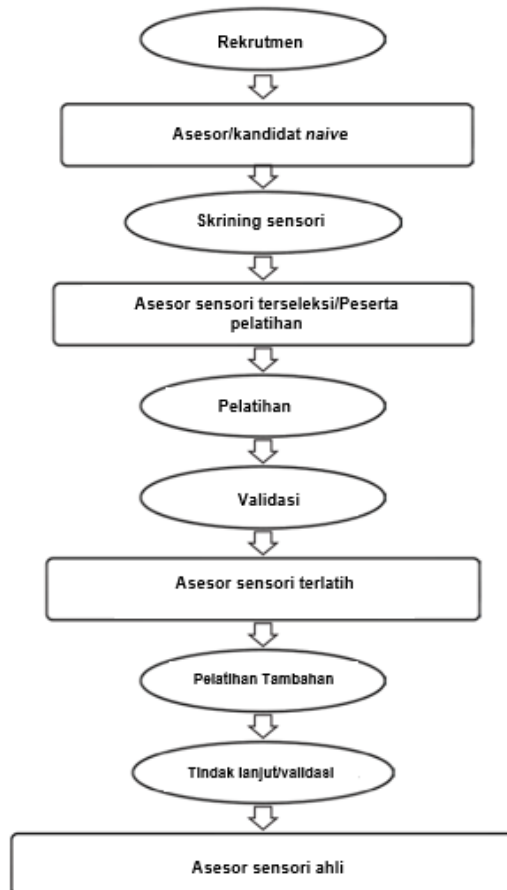 Rekrutmen
Asesor/kandidat naive
Skrining sensori
Asesor sensori terseleksi/Peserta
pelatihan
Pelatihan
Validasi
Asesor sensori terlatih
Pelatihan Tambahan
Tindak lanjut/validasi
Asesor sensori ahli